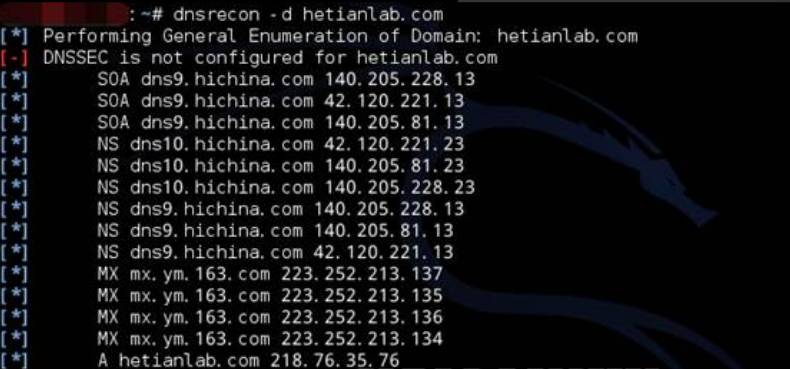 :~# dnsrecon -d hetianlab.com
[*] Performing General Enumeration of Domain: hetianlab.com
[-] DNSSEC is not configured for hetianlab.com
[*] SOA dns9.hichina.com 140.205.228.13
[*] SOA dns9.hichina.com 42.120.221.13
[*] SOA dns9.hichina.com 140.205.81.13
[*] NS dns10.hichina.com 42.120.221.23
[*] NS dns10.hichina.com 140.205.81.23
[*] NS dns10.hichina.com 140.205.228.23
[*] NS dns9.hichina.com 140.205.228.13
[*] NS dns9.hichina.com 140.205.81.13
[*] NS dns9.hichina.com 42.120.221.13
[*] MX mx.ym.163.com 223.252.213.137
[*] MX mx.ym.163.com 223.252.213.135
[*] MX mx.ym.163.com 223.252.213.136
[*] MX mx.ym.163.com 223.252.213.134
[*] A hetianlab.com 218.76.35.76